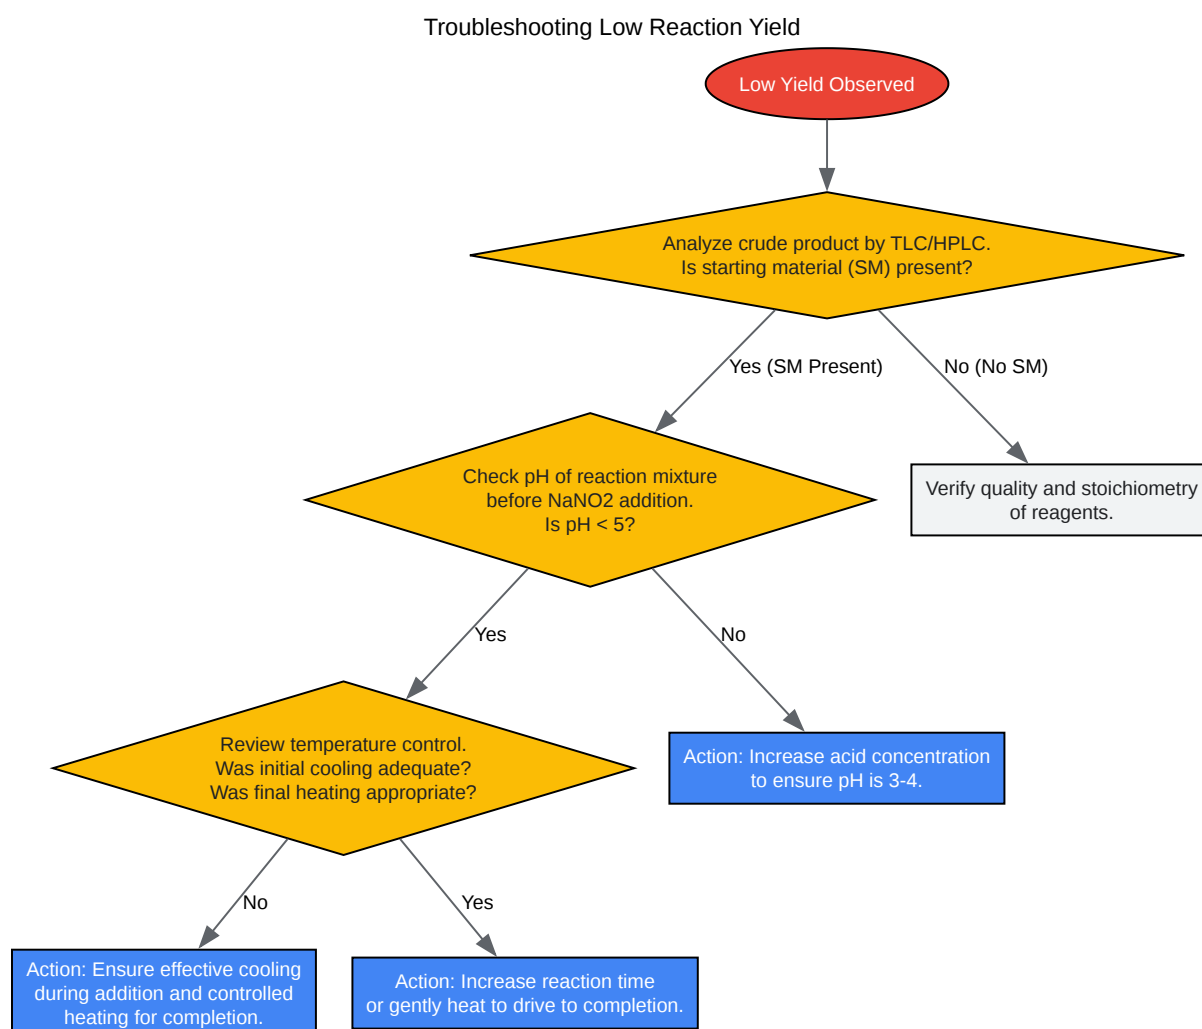 Troubleshooting Low Reaction Yield
Low Yield Observed
Analyze crude product by TLC/HPLC.
Is starting material (SM) present?
Yes (SM Present)
No (No SM)
Check pH of reaction mixture
before NaNO2 addition.
Is pH < 5?
Verify quality and stoichiometry
of reagents.
Yes
No
Review temperature control.
Was initial cooling adequate?
Was final heating appropriate?
Action: Increase acid concentration
to ensure pH is 3-4.
No
Yes
Action: Ensure effective cooling
during addition and controlled
heating for completion.
Action: Increase reaction time
or gently heat to drive to completion.